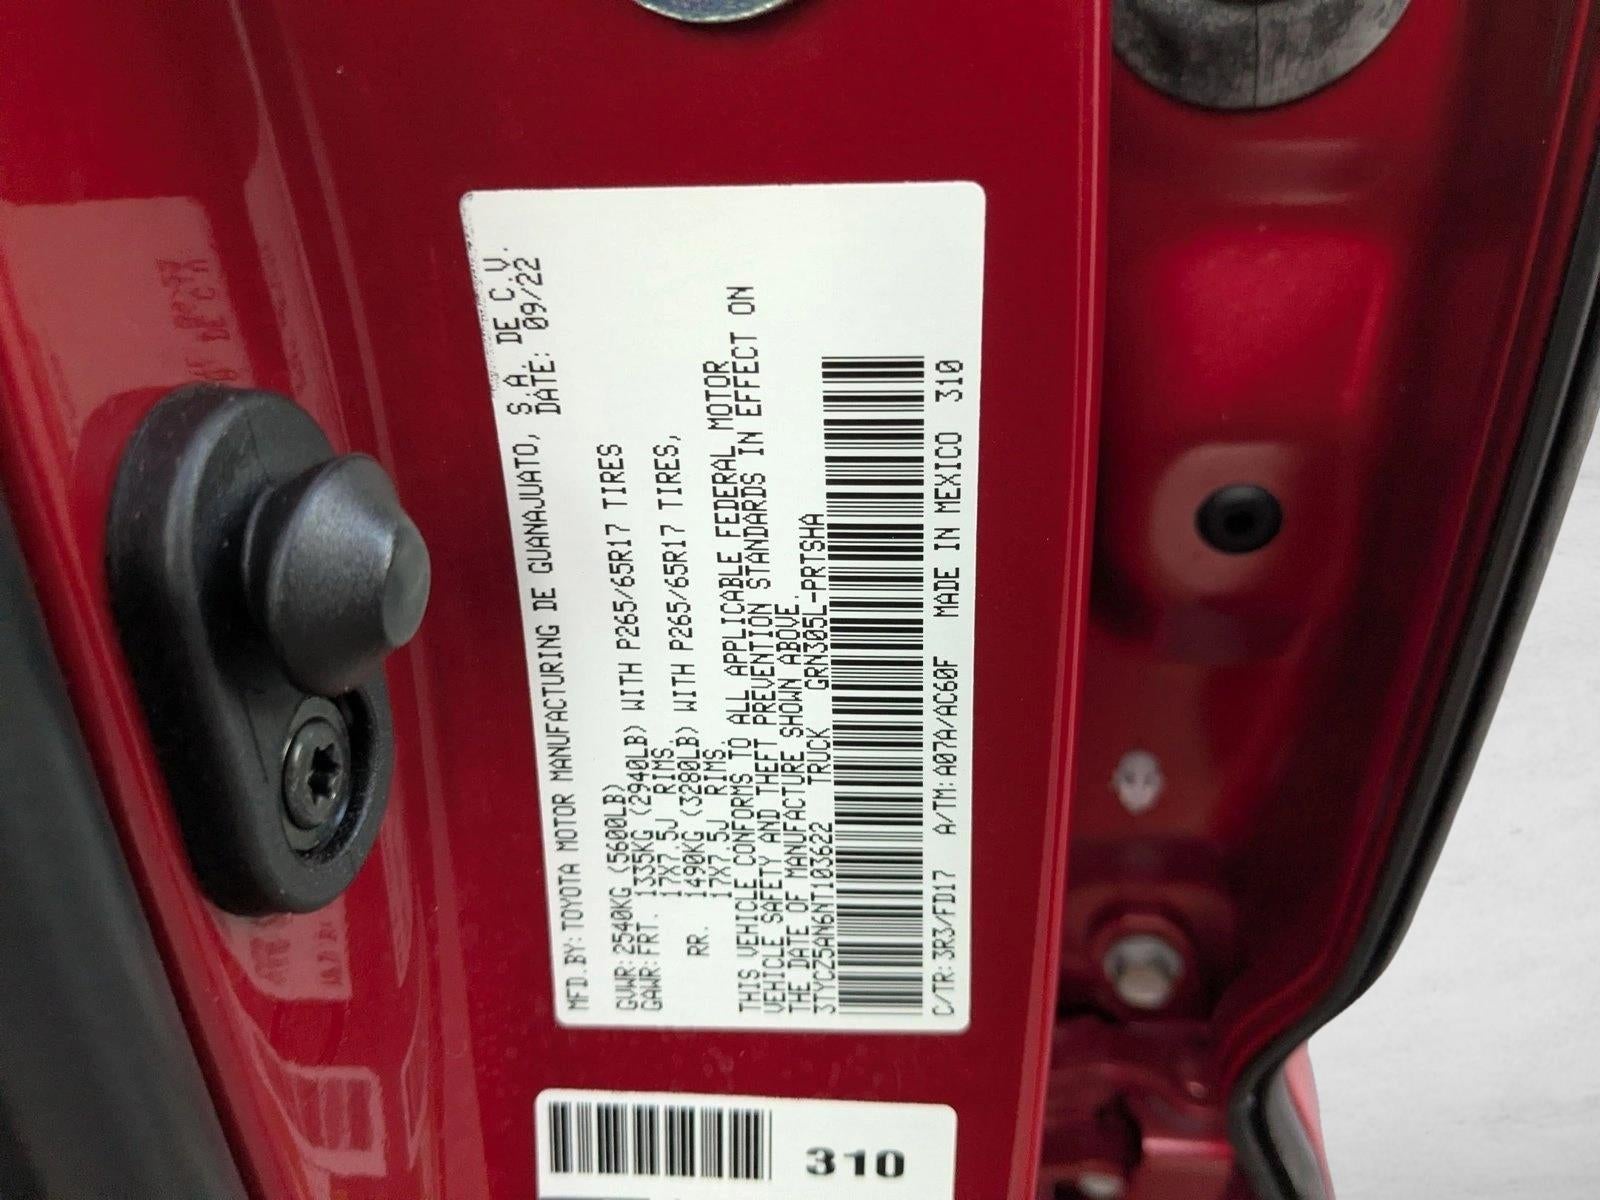 MFD.BY:TOYOTA MOTOR MANUFACTURING DE GUANAJUATO, S.A. DE C.V.
DATE: 09/22
GVWR:2540KG (5600LB)
GAWR:FRT. 1335KG (2940LB) WITH P265/65R17 TIRES
17X7.5J RIMS,
RR. 1490KG (3280LB) WITH P265/65R17 TIRES,
17X7.5J RIMS.
THIS VEHICLE CONFORMS TO ALL APPLICABLE FEDERAL MOTOR
VEHICLE SAFETY AND THEFT PREVENTION STANDARDS IN EFFECT ON
THE DATE OF MANUFACTURE SHOWN ABOVE.
3TYCZ5AN6NT103622 TRUCK GRN305L-PRTSHA
C/TR:3R3/FD17 A/TM:A07A/AC60F MADE IN MEXICO 310
310